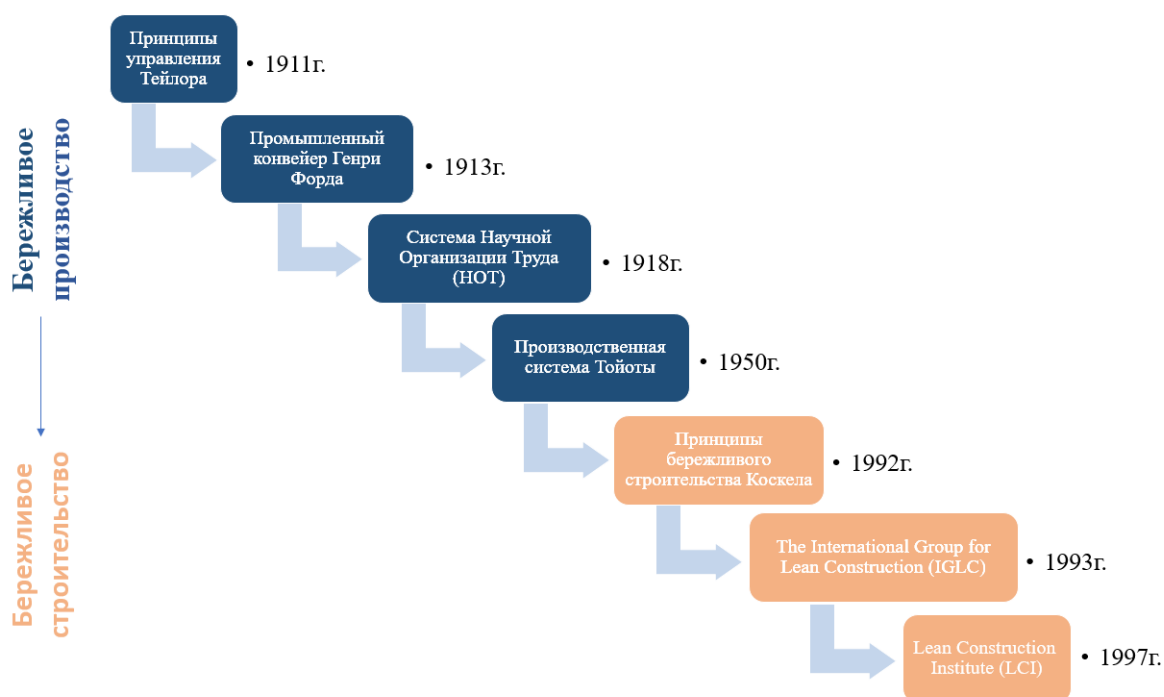 Принципы
управления
Тейлора
• 1911г.
Промышленный
конвейер Генри
Форда
• 1913г.
Система Научной
Организации Труда
(НОТ)
• 1918г.
Производственная
система Тойоты
• 1950г.
Принципы
бережливого
строительства Коскела
• 1992г.
The International Group for
Lean Construction (IGLC)
• 1993г.
Lean Construction
Institute (LCI)
• 1997г.
Бережливое
производство
Бережливое
строительство